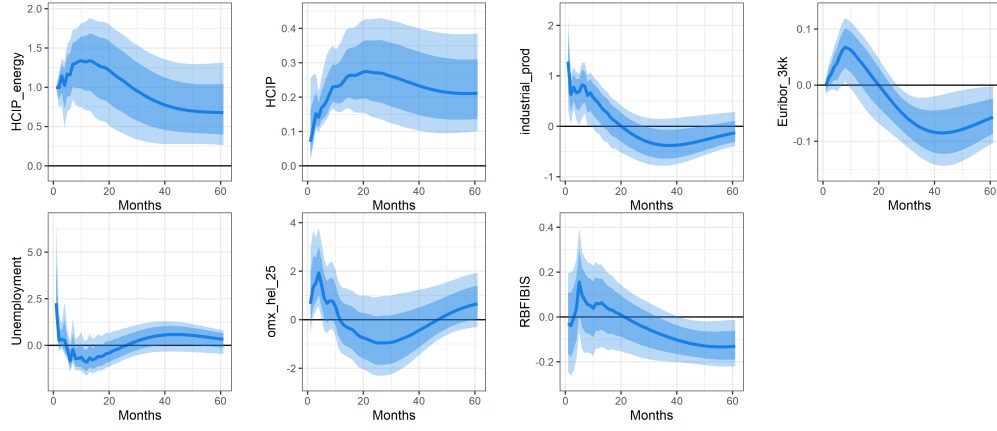 HCIP_energy
2.0
1.5
1.0
0.5
0.0
0 20 40 60
Months
HCIP
0.4
0.3
0.2
0.1
0.0
0 20 40 60
Months
industrial_prod
2
1
0
-1
0 20 40 60
Months
Euribor_3kk
0.1
0.0
-0.1
0 20 40 60
Months
Unemployment
5.0
2.5
0.0
0 20 40 60
Months
omx_hel_25
4
2
0
-2
0 20 40 60
Months
RBFIBIS
0.4
0.2
0.0
-0.2
0 20 40 60
Months